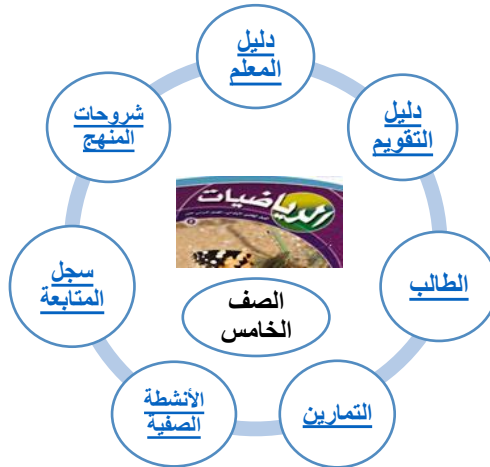 دليل
المعلم
دليل
التقويم
الطالب
التمارين
الأنشطة
الصفية
سجل
المتابعة
شروحات
المنهج
الرياضيات
الصف
الخامس